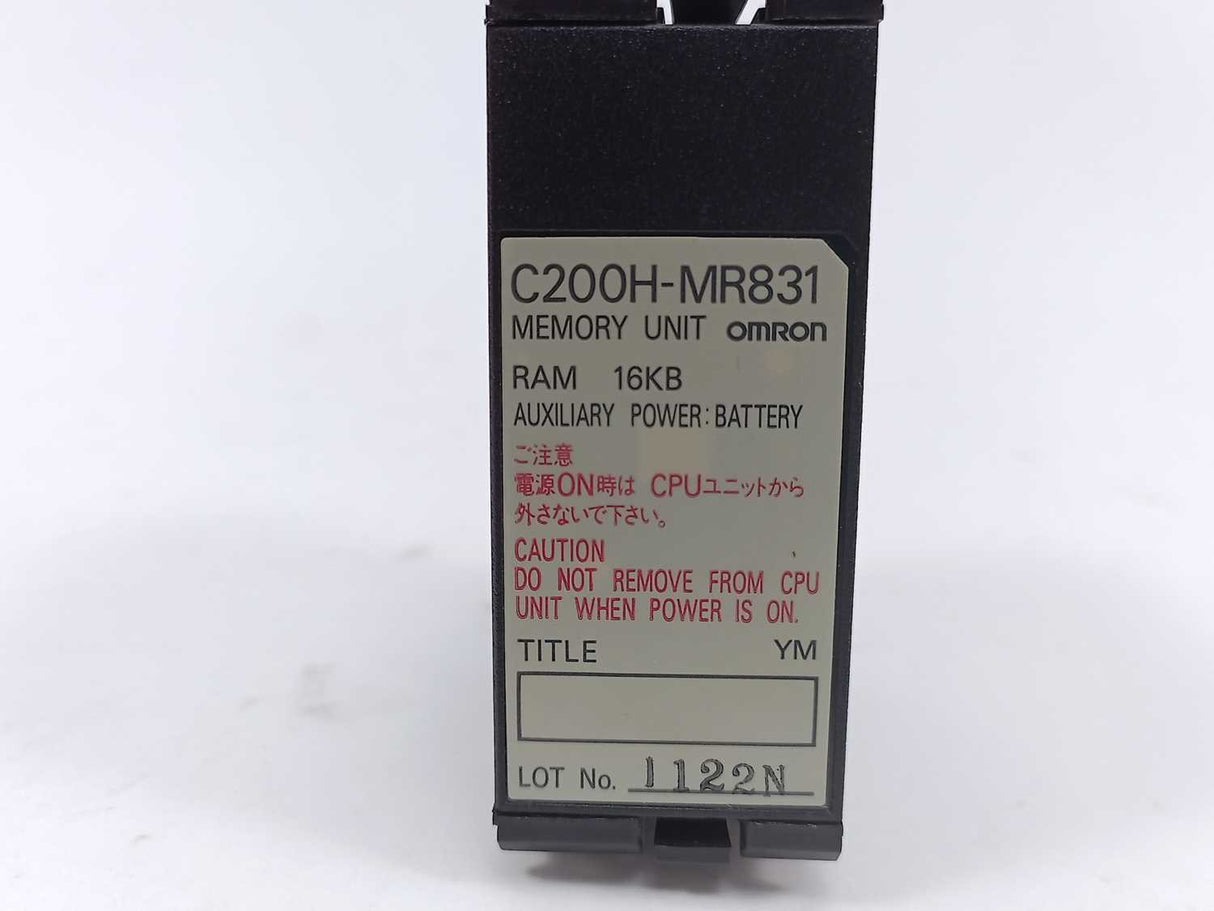 C200H-MR831
MEMORY UNIT OMRON
RAM 16KB
AUXILIARY POWER: BATTERY
ご注意
電源ON時は CPUユニットから
外さないで下さい。
CAUTION
DO NOT REMOVE FROM CPU
UNIT WHEN POWER IS ON.
TITLE YM
LOT No. 1122N